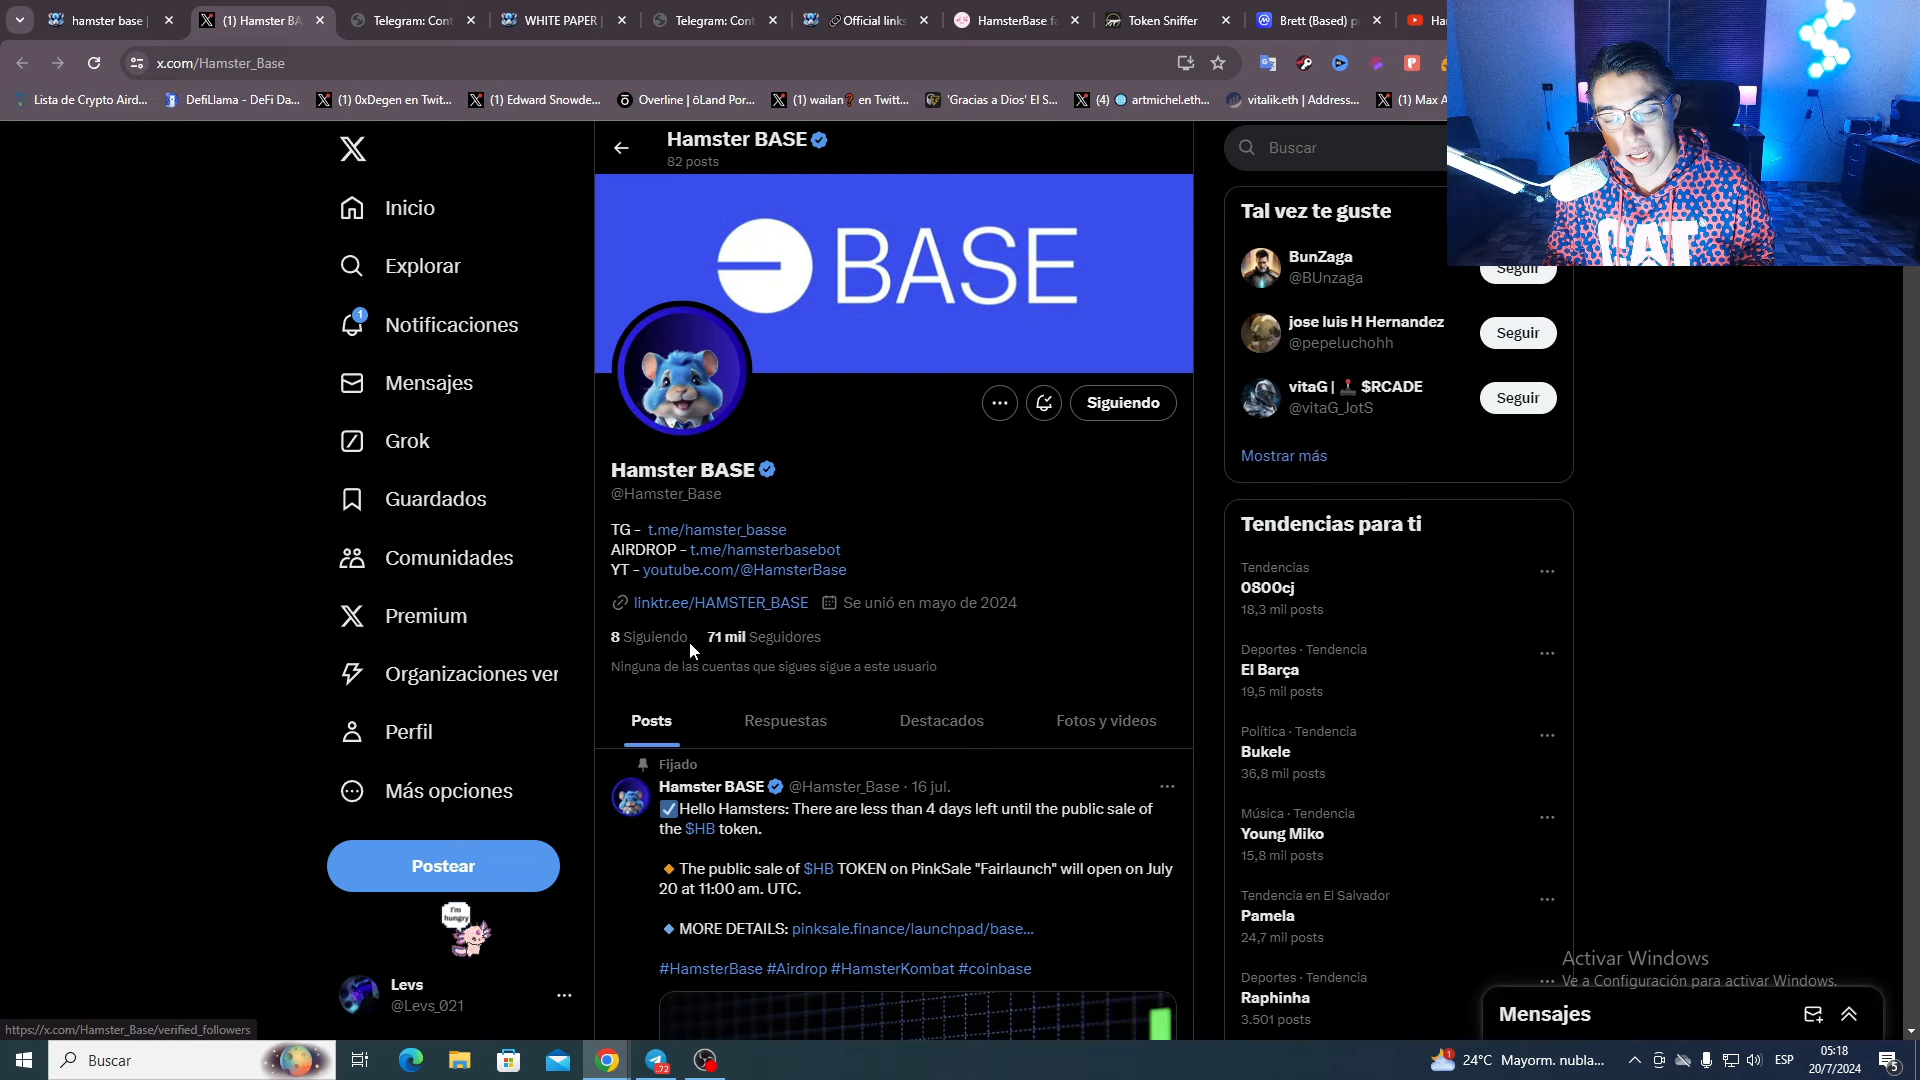 hamster base |
(1) Hamster BA
Telegram: Cont
WHITE PAPER |
Telegram: Cont
Official links
HamsterBase fa
Token Sniffer
Brett (Based) p
Ha
x.com/Hamster_Base
Lista de Crypto Aird...
DefiLlama - DeFi Da...
(1) 0xDegen en Twit...
(1) Edward Snowde...
Overline | ōLand Por...
(1) wailan❓ en Twitt...
'Gracias a Dios' El S...
(4) 🌐 artmichel.eth...
vitalik.eth | Address...
(1) Max A
Hamster BASE
82 posts
BASE
Inicio
Explorar
1
Notificaciones
Mensajes
Grok
Guardados
Comunidades
Premium
Organizaciones ver
Perfil
Más opciones
Postear
I'm hungry
Levs
@Levs_021
Siguiendo
Hamster BASE
@Hamster_Base
TG - t.me/hamster_basse
AIRDROP - t.me/hamsterbasebot
YT - youtube.com/@HamsterBase
linktr.ee/HAMSTER_BASE Se unió en mayo de 2024
8 Siguiendo 71 mil Seguidores
Ninguna de las cuentas que sigues sigue a este usuario
Posts Respuestas Destacados Fotos y videos
Fijado
Hamster BASE @Hamster_Base · 16 jul.
☑️Hello Hamsters: There are less than 4 days left until the public sale of
the $HB token.
🔸The public sale of $HB TOKEN on PinkSale "Fairlaunch" will open on July
20 at 11:00 am. UTC.
🔹MORE DETAILS: pinksale.finance/launchpad/base...
#HamsterBase #Airdrop #HamsterKombat #coinbase
Buscar
Tal vez te guste
BunZaga
@BUnzaga
Seguir
jose luis H Hernandez
@pepeluchohh
Seguir
vitaG | 🕹️ $RCADE
@vitaG_JotS
Seguir
Mostrar más
Tendencias para ti
Tendencias
0800cj
18,3 mil posts
Deportes · Tendencia
El Barça
19,5 mil posts
Política · Tendencia
Bukele
36,8 mil posts
Música · Tendencia
Young Miko
15,8 mil posts
Tendencia en El Salvador
Pamela
24,7 mil posts
Deportes · Tendencia
Raphinha
3.501 posts
Activar Windows
Ve a Configuración para activar Windows.
Mensajes
CAT
https://x.com/Hamster_Base/verified_followers
Buscar
72
24°C Mayorm. nubla...
ESP
05:18
20/7/2024
5